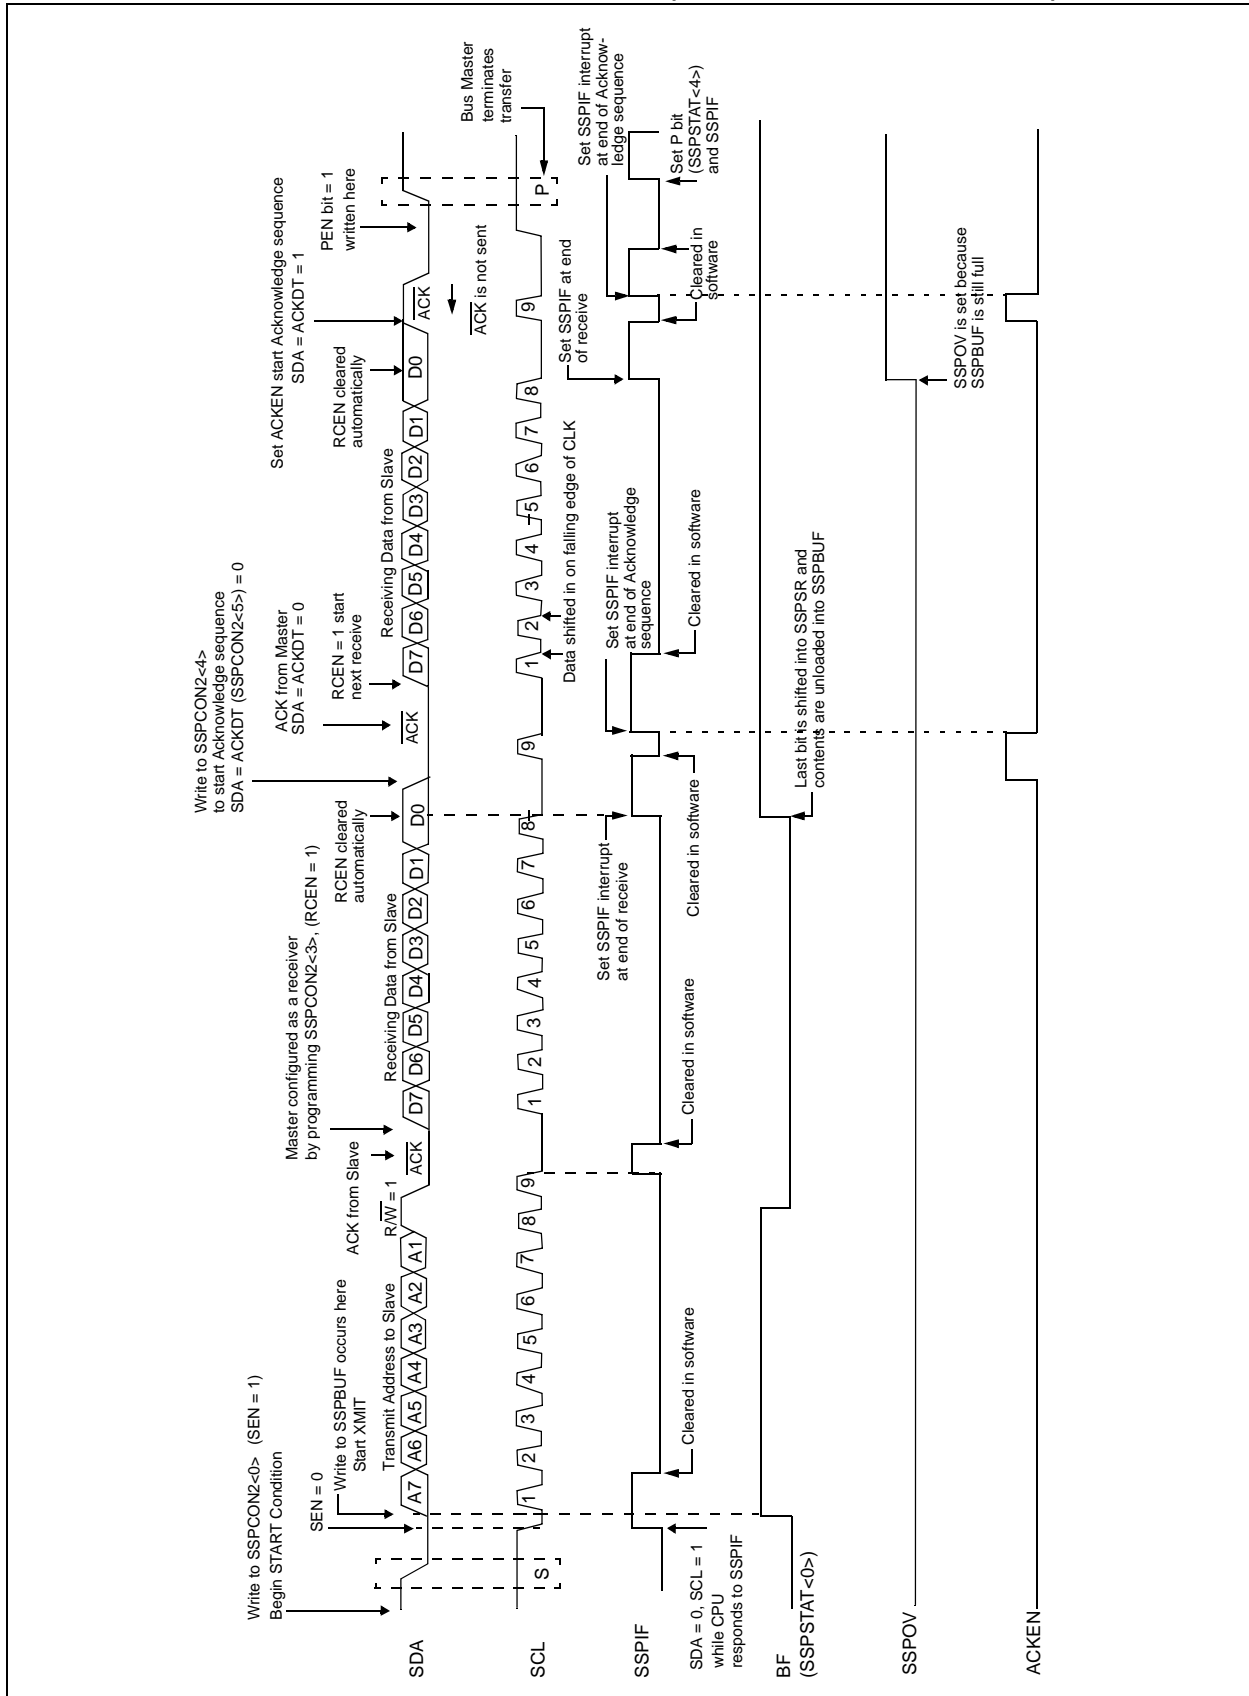 Write to SSPCON2<0> (SEN = 1)
Begin START Condition
SEN = 0
Write to SSPBUF occurs here
Start XMIT
Transmit Address to Slave
ACK from Slave
R/W = 1
Master configured as a receiver
by programming SSPCON2<3>, (RCEN = 1)
Receiving Data from Slave
RCEN cleared
automatically
Write to SSPCON2<4>
to start Acknowledge sequence
SDA = ACKDT (SSPCON2<5>) = 0
ACK from Master
SDA = ACKDT = 0
RCEN = 1 start
next receive
Receiving Data from Slave
RCEN cleared
automatically
Set ACKEN start Acknowledge sequence
SDA = ACKDT = 1
PEN bit = 1
written here
SDA
A7 A6 A5 A4 A3 A2 A1
ACK
D7 D6 D5 D4 D3 D2 D1 D0
ACK
D7 D6 D5 D4 D3 D2 D1 D0
ACK
ACK is not sent
Bus Master
terminates
transfer
SCL
S
1 2 3 4 5 6 7 8 9
1 2 3 4 5 6 7 8 9
1 2 3 4 5 6 7 8 9
P
Data shifted in on falling edge of CLK
Set SSPIF interrupt
at end of receive
Set SSPIF interrupt
at end of Acknowledge
sequence
Set SSPIF at end
of receive
Set SSPIF interrupt
at end of Acknow-
ledge sequence
SSPIF
SDA = 0, SCL = 1
while CPU
responds to SSPIF
Cleared in software
Cleared in software
Cleared in software
Cleared in software
Cleared in
software
Set P bit
(SSPSTAT<4>)
and SSPIF
BF
(SSPSTAT<0>)
Last bit is shifted into SSPSR and
contents are unloaded into SSPBUF
SSPOV
SSPOV is set because
SSPBUF is still full
ACKEN